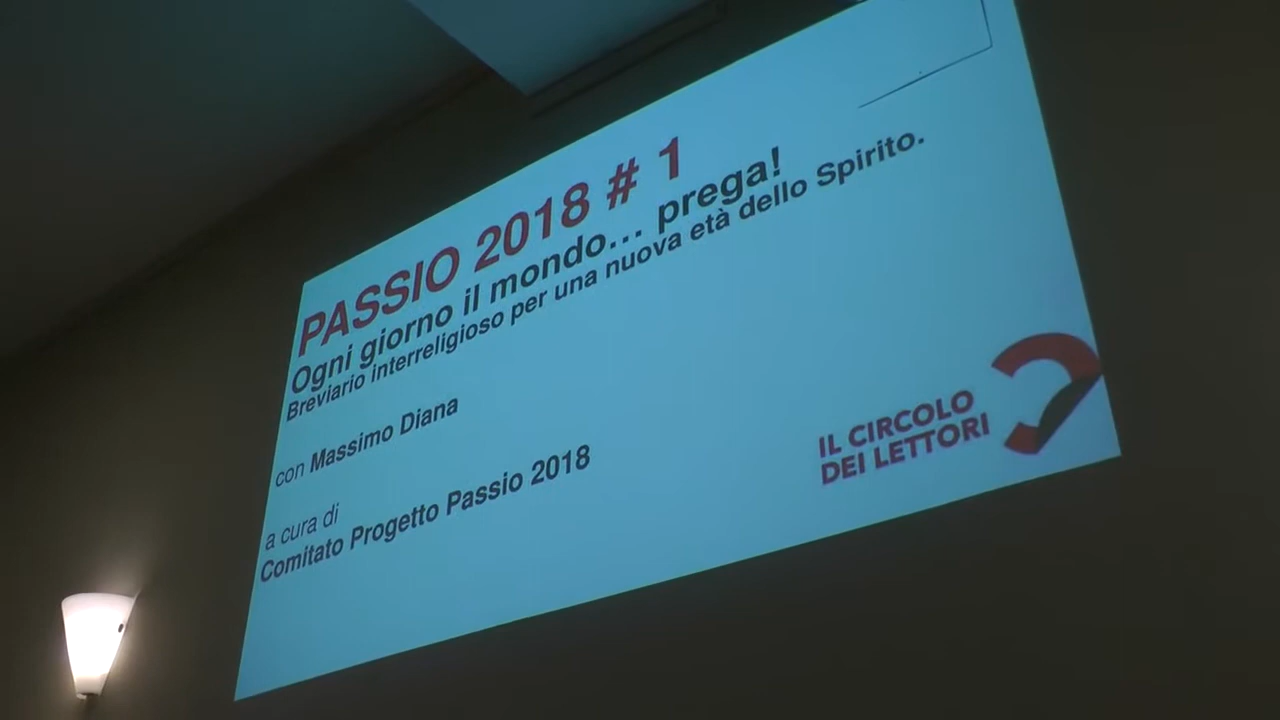 PASSIO 2018 # 1
Ogni giorno il mondo... prega!
Breviario interreligioso per una nuova età dello Spirito.
con Massimo Diana
a cura di
Comitato Progetto Passio 2018
IL CIRCOLO
DEI LETTORI